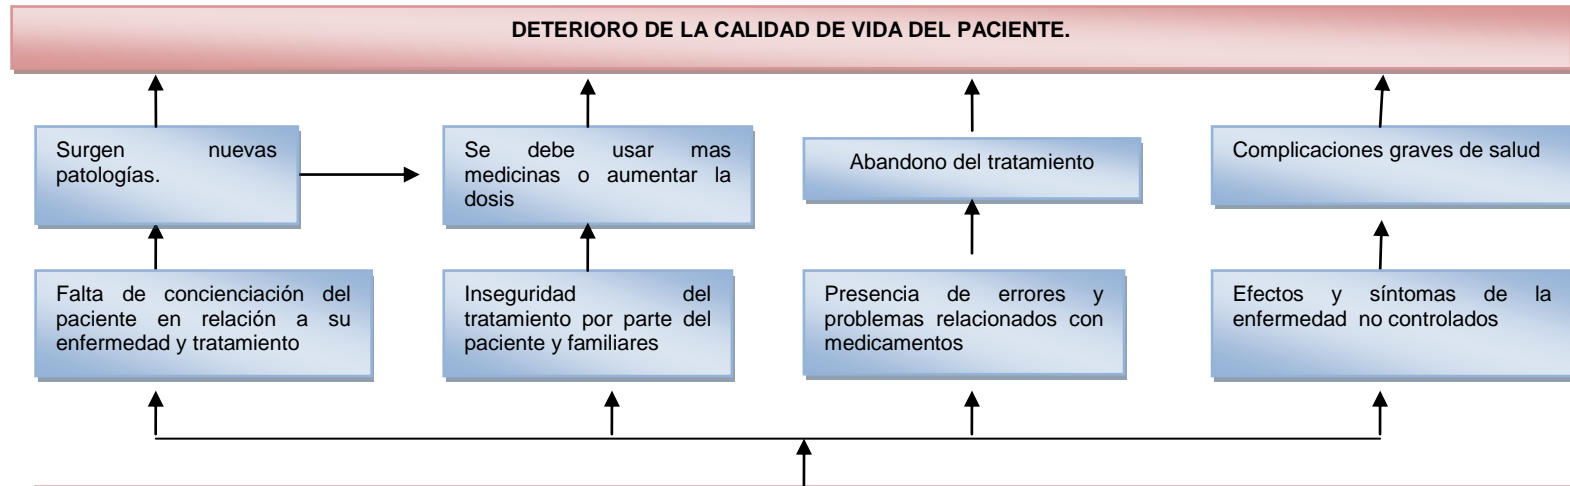 DETERIORO DE LA CALIDAD DE VIDA DEL PACIENTE.
Surgen nuevas
patologías.
Se debe usar mas
medicinas o aumentar la
dosis
Abandono del tratamiento
Complicaciones graves de salud
Falta de concienciación del
paciente en relación a su
enfermedad y tratamiento
Inseguridad del
tratamiento por parte del
paciente y familiares
Presencia de errores y
problemas relacionados con
medicamentos
Efectos y síntomas de la
enfermedad no controlados